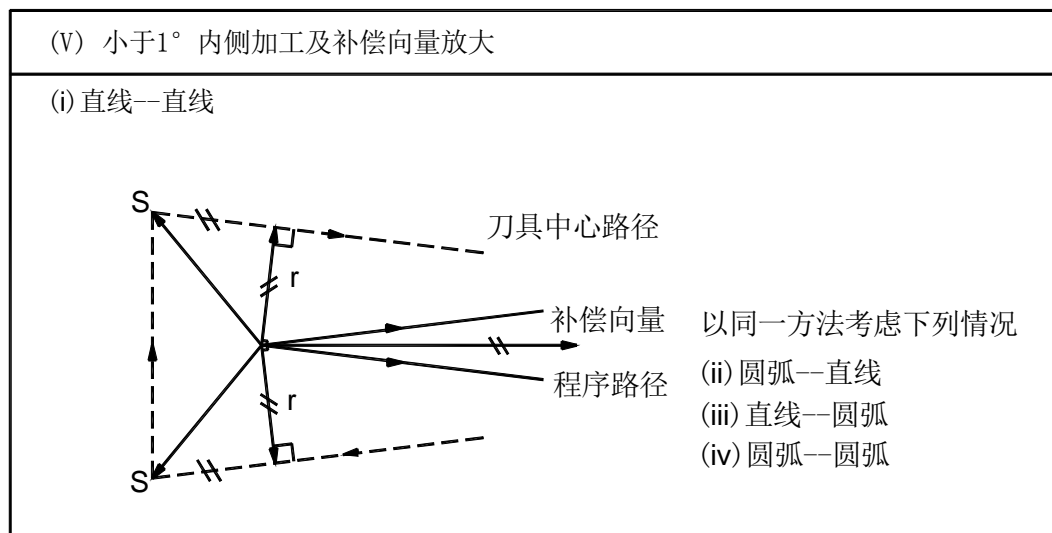 (V) 小于1° 内侧加工及补偿向量放大
(i)直线--直线
S
刀具中心路径
r
补偿向量
以同一方法考虑下列情况
程序路径
(ii)圆弧--直线
r
(iii)直线--圆弧
(iv)圆弧--圆弧
S